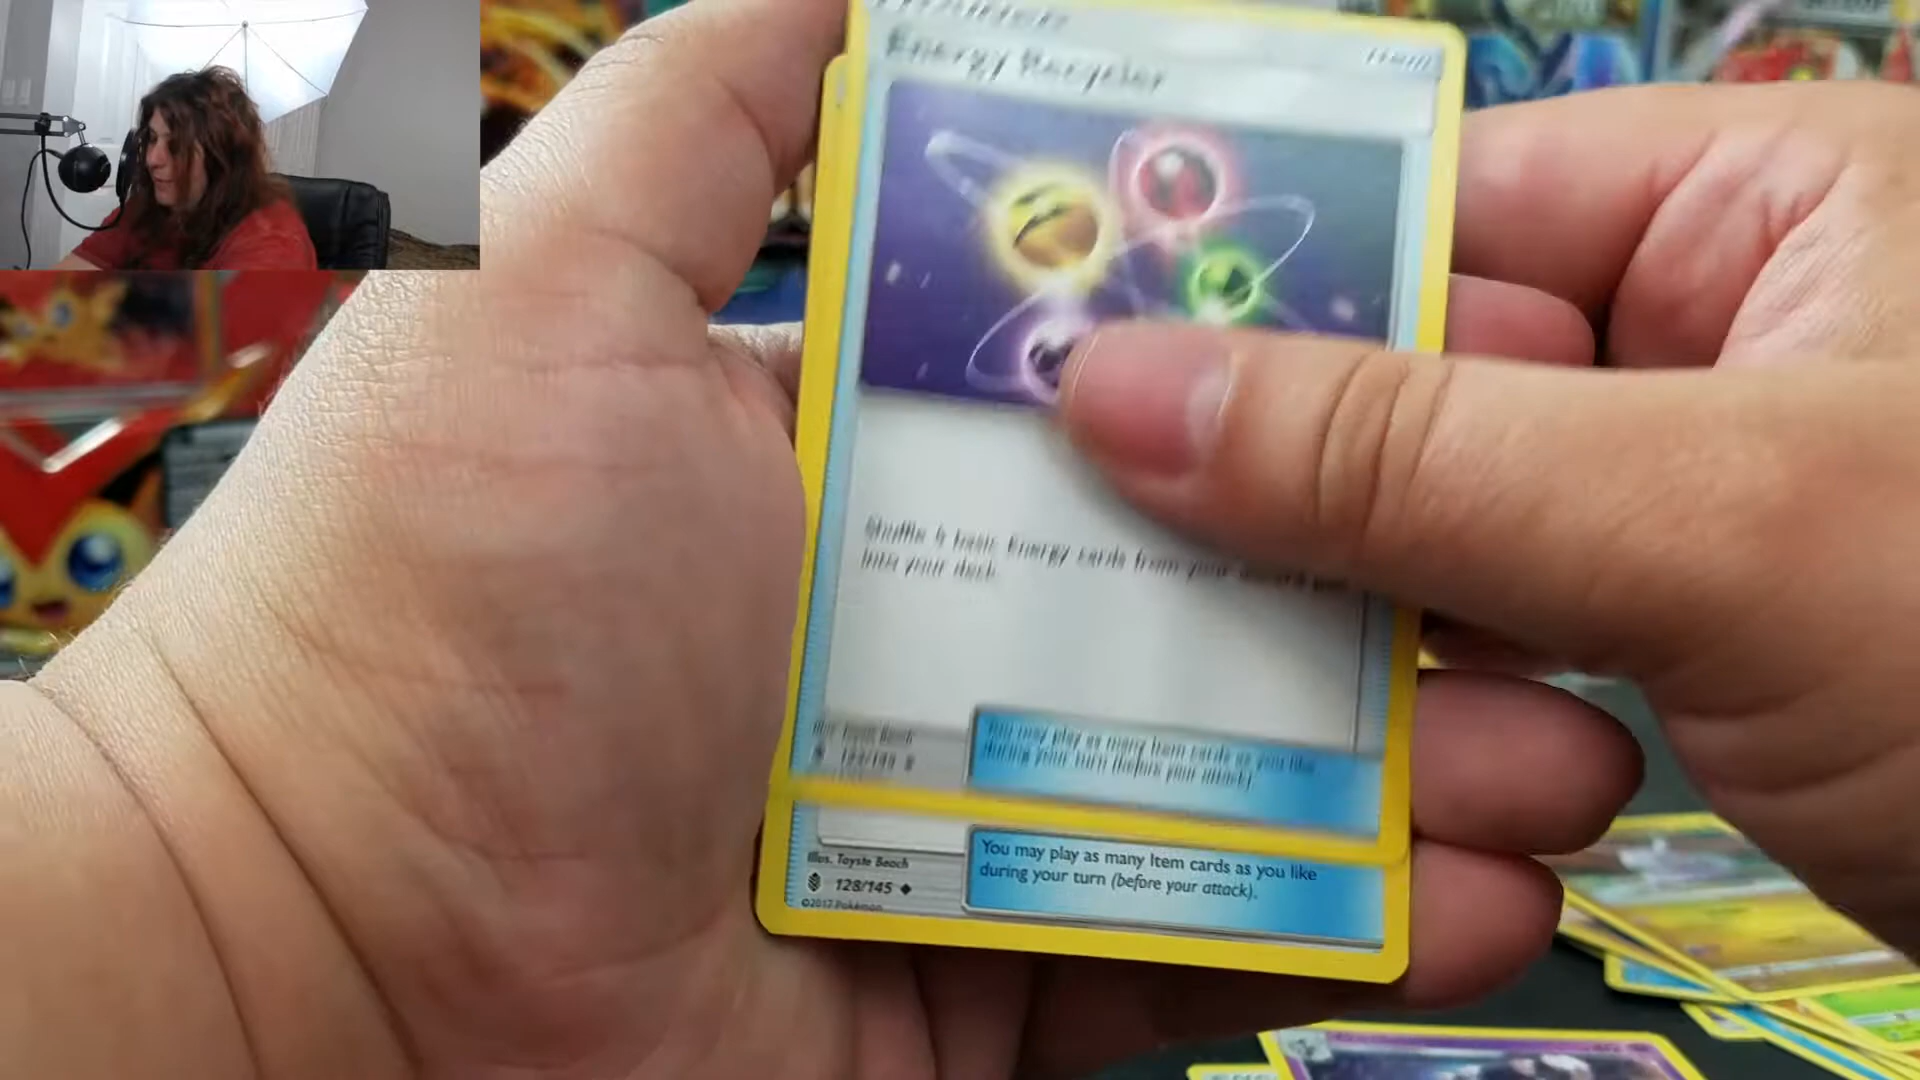 Energy Recycler
Item
Shuffle 5 basic Energy cards from your discard
into your deck.
You may play as many Item cards as you like
during your turn (before your attack).
Illus. Toyste Beach
128/145
©2017 Pokémon
You may play as many Item cards as you like
during your turn (before your attack).